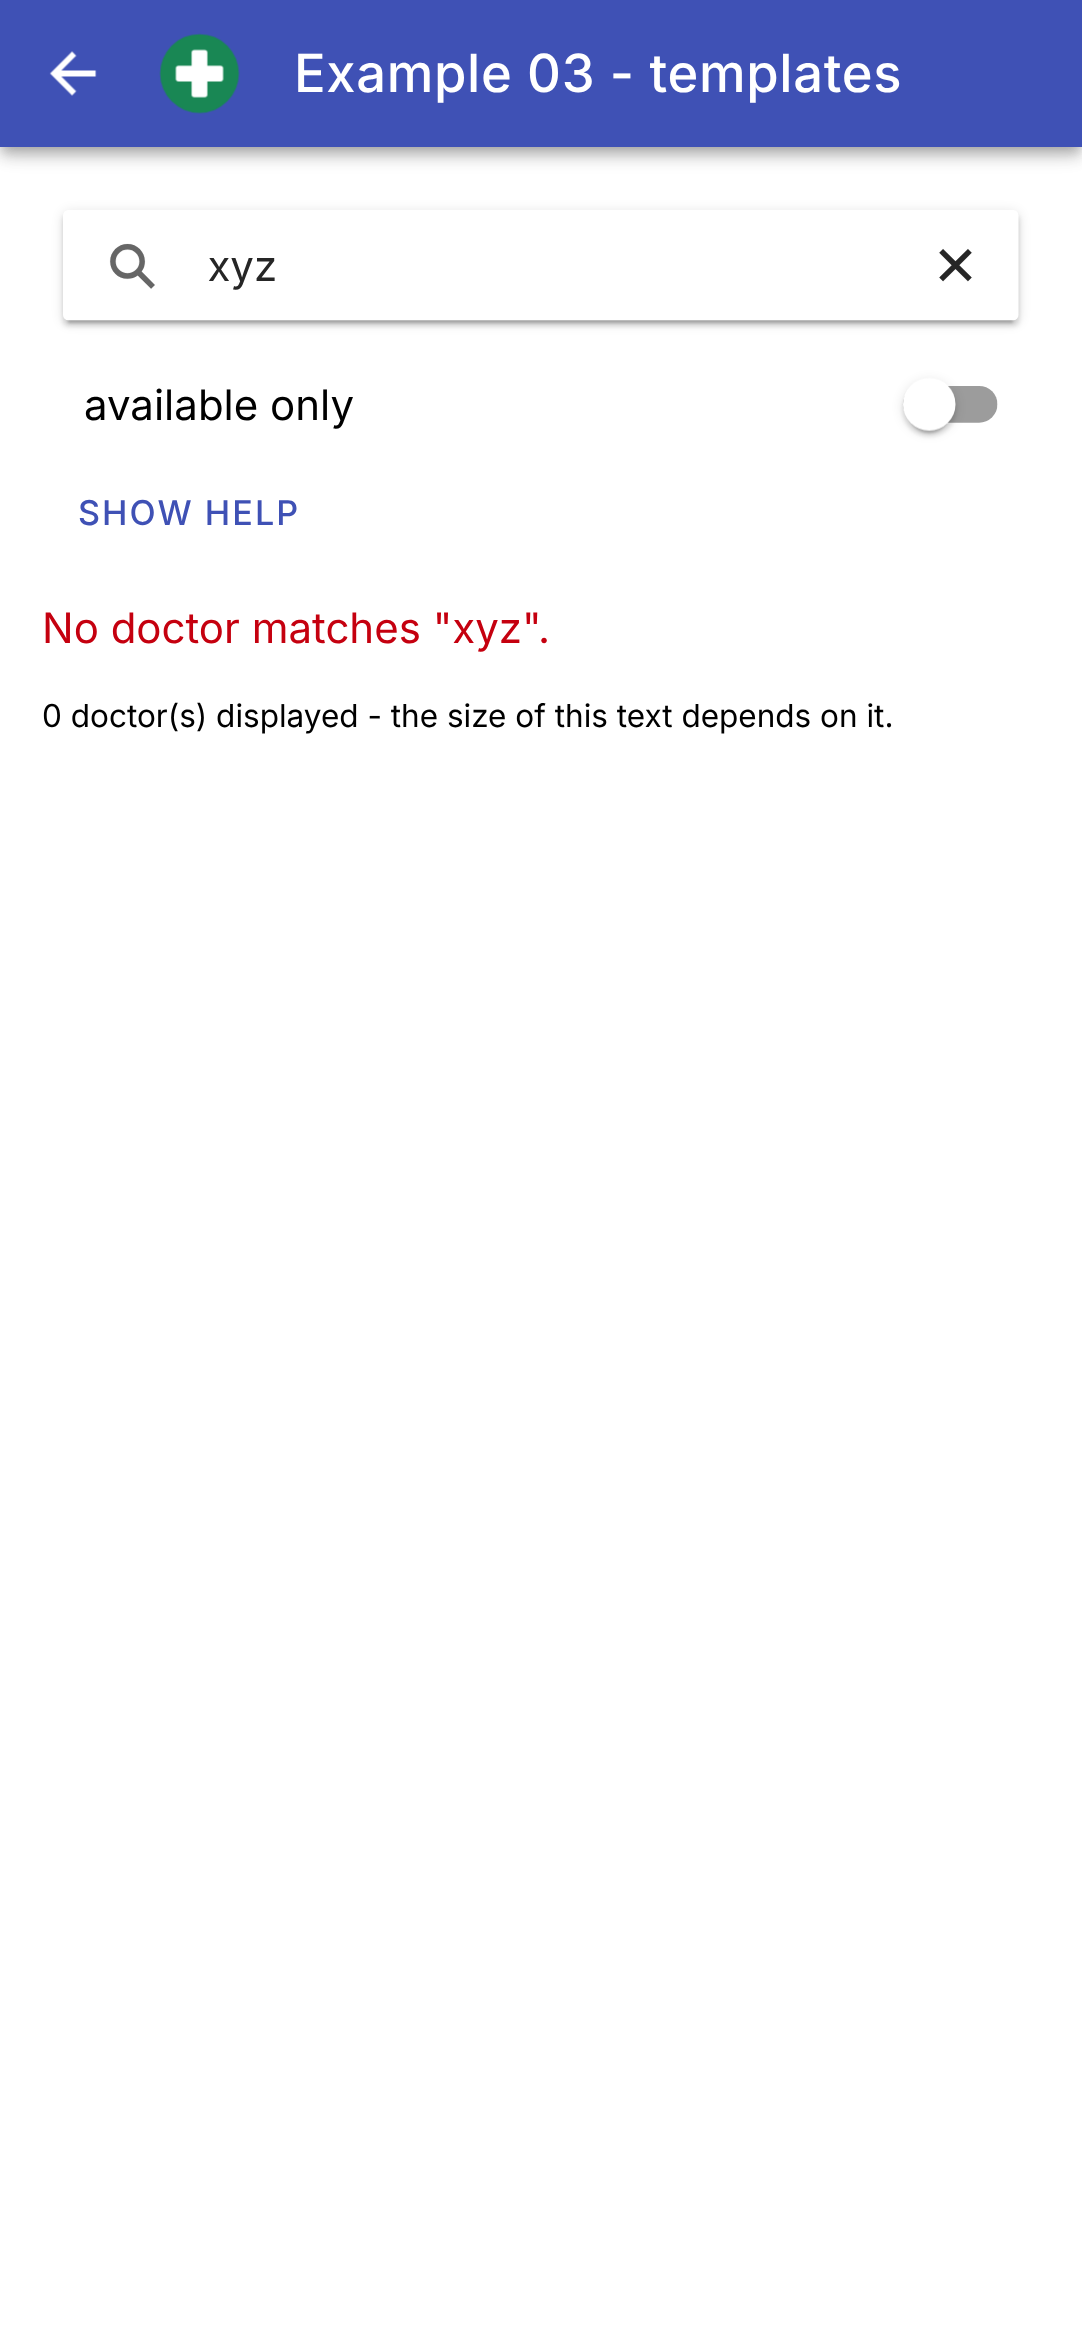 Example 03 - templates
xyz
available only
SHOW HELP
No doctor matches "xyz".
0 doctor(s) displayed - the size of this text depends on it.